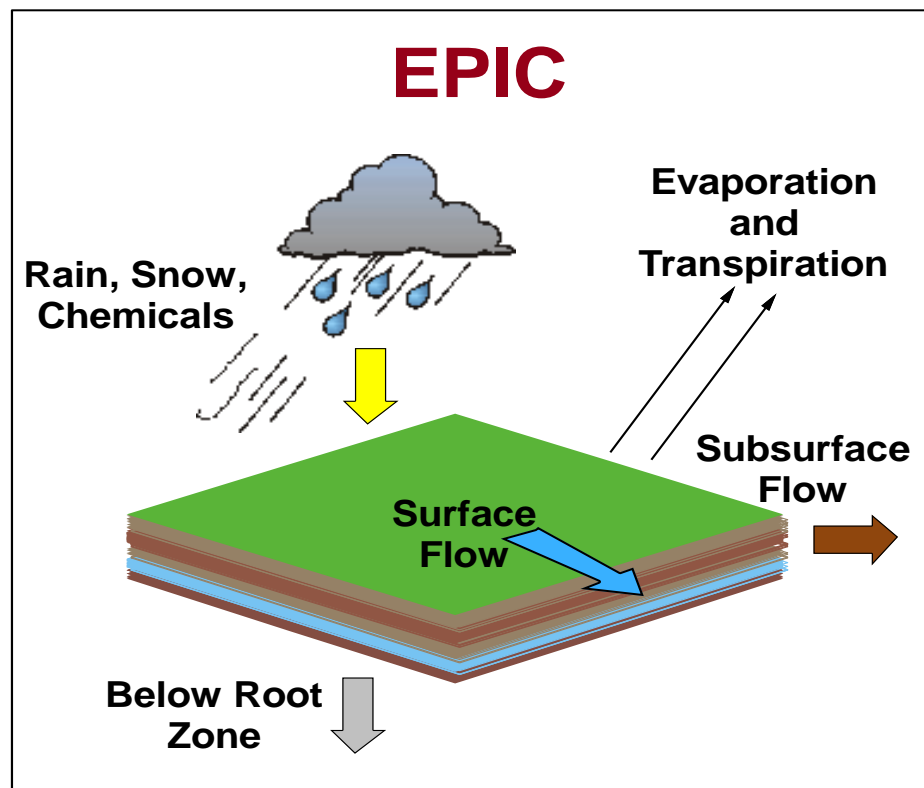 EPIC
Evaporation
and
Transpiration
Rain, Snow,
Chemicals
Subsurface
Flow
Surface
Flow
Below Root
Zone